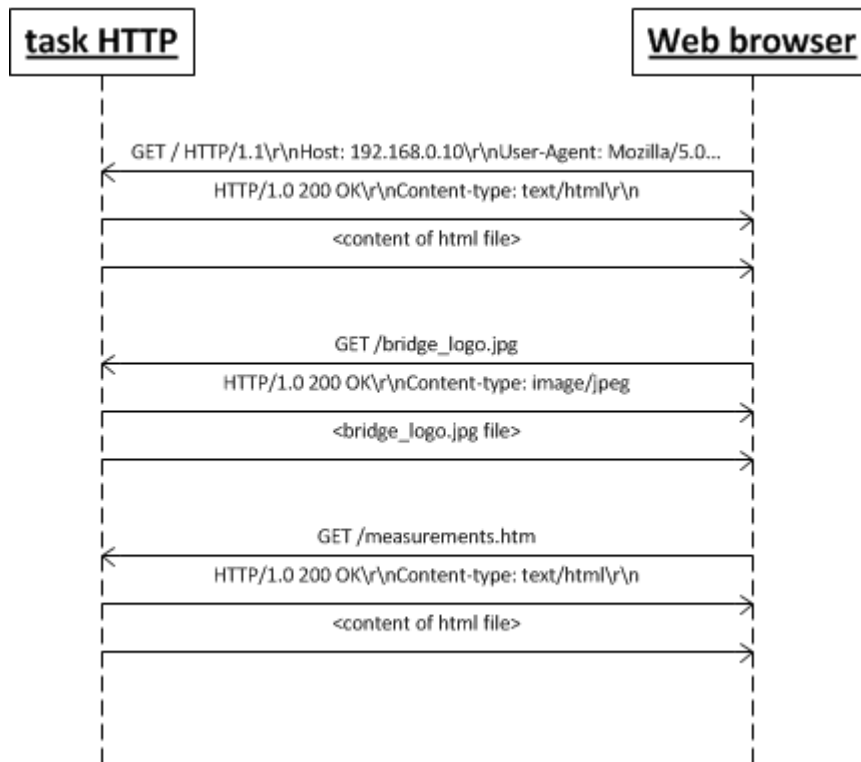 task HTTP
Web browser
GET / HTTP/1.1\r\nHost: 192.168.0.10\r\nUser-Agent: Mozilla/5.0...
HTTP/1.0 200 OK\r\nContent-type: text/html\r\n
<content of html file>
GET /bridge_logo.jpg
HTTP/1.0 200 OK\r\nContent-type: image/jpeg
<bridge_logo.jpg file>
GET /measurements.htm
HTTP/1.0 200 OK\r\nContent-type: text/html\r\n
<content of html file>